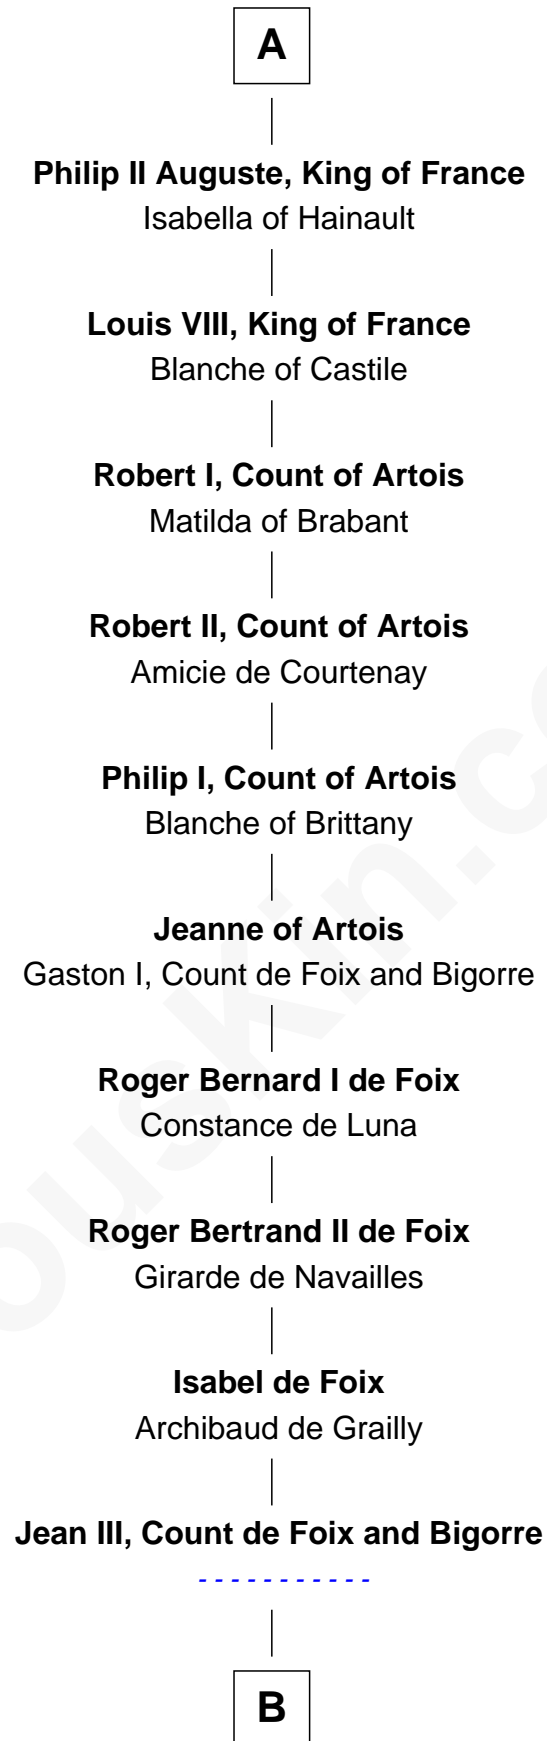 A
Philip II Auguste, King of France
Isabella of Hainault
Louis VIII, King of France
Blanche of Castile
Robert I, Count of Artois
Matilda of Brabant
Robert II, Count of Artois
Amicie de Courtenay
Philip I, Count of Artois
Blanche of Brittany
Jeanne of Artois
Gaston I, Count de Foix and Bigorre
Roger Bernard I de Foix
Constance de Luna
Roger Bertrand II de Foix
Girarde de Navailles
Isabel de Foix
Archibaud de Grailly
Jean III, Count de Foix and Bigorre
- - - - - - - - - - -
B